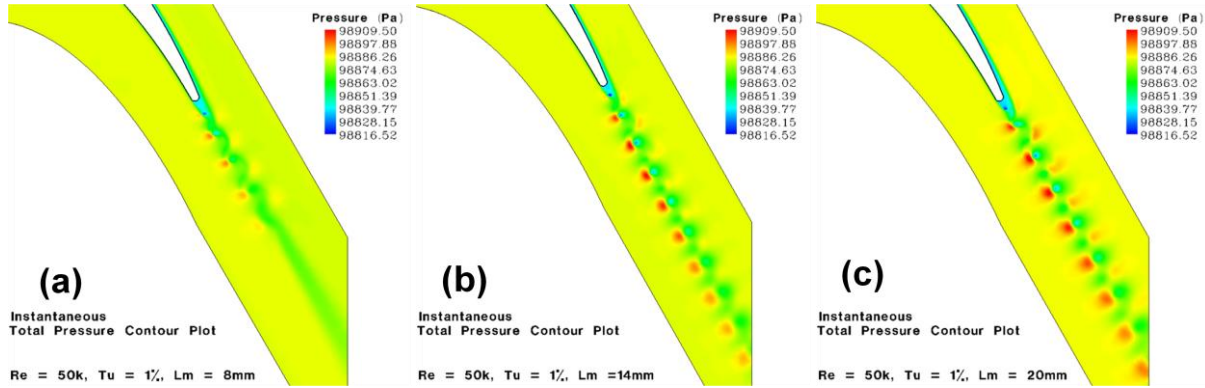 Pressure (Pa)
98909.50
98897.88
98886.26
98874.63
98863.02
98851.39
98839.77
98828.15
98816.52
(a)
Instantaneous
Total Pressure Contour Plot
Re = 50k, Tu = 1%, Lm = 8mm
Pressure (Pa)
98909.50
98897.88
98886.26
98874.63
98863.02
98851.39
98839.77
98828.15
98816.52
(b)
Instantaneous
Total Pressure Contour Plot
Re = 50k, Tu = 1%, Lm =14mm
Pressure (Pa)
98909.50
98897.88
98886.26
98874.63
98863.02
98851.39
98839.77
98828.15
98816.52
(c)
Instantaneous
Total Pressure Contour Plot
Re = 50k, Tu = 1%, Lm = 20mm